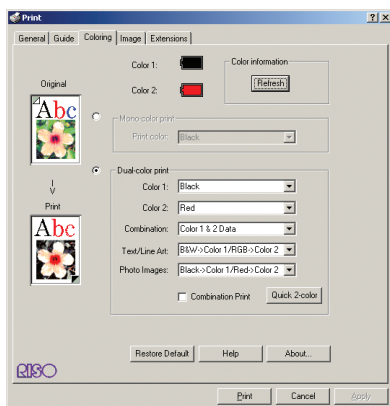 Print
General Guide Coloring Image Extensions
Color 1:
Color 2:
Color information
Refresh
Original
Abc
Mono-color print
Print color: Black
Dual-color print
Color 1: Black
Color 2: Red
Combination: Color 1 & 2 Data
Text/Line Art: B&W->Color 1/RGB->Color 2
Photo Images: Black->Color 1/Red->Color 2
Combination Print Quick 2-color
Print
Abc
Restore Default Help About...
RISO
Print Cancel Apply